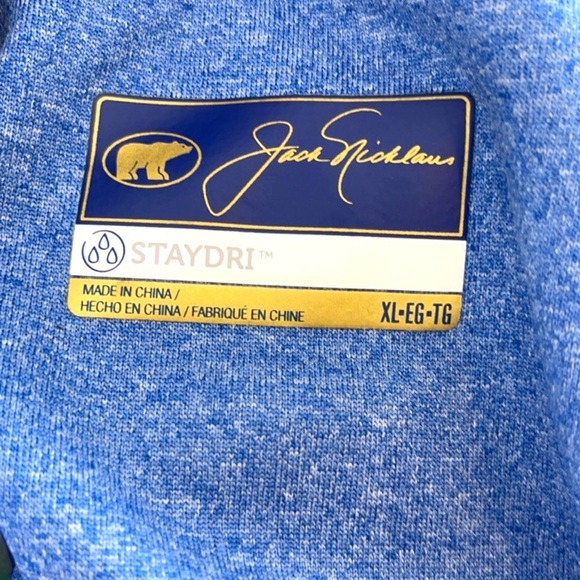 Jack Nicklaus
STAYDRI™
MADE IN CHINA /
HECHO EN CHINA / FABRIQUÉ EN CHINE
XL•EG•TG